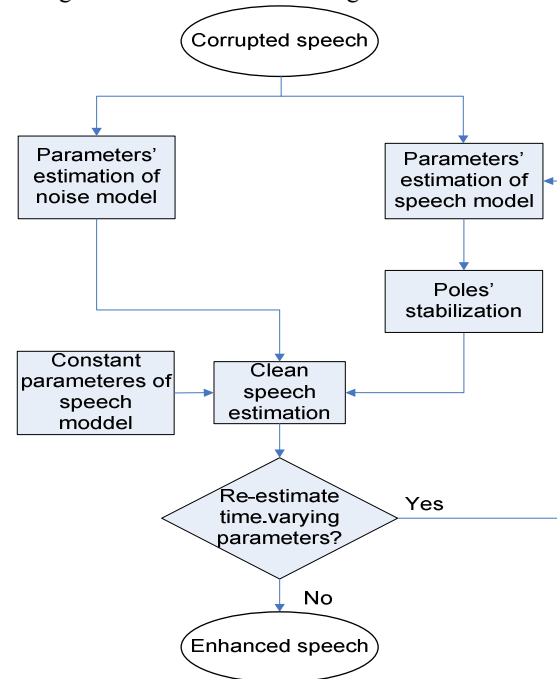 Corrupted speech
Parameters’
estimation of
noise model
Parameters’
estimation of
speech model
Poles’
stabilization
Constant
parameteres of
speech
moddel
Clean
speech
estimation
Re-estimate
time.varying
parameters?
Yes
No
Enhanced speech